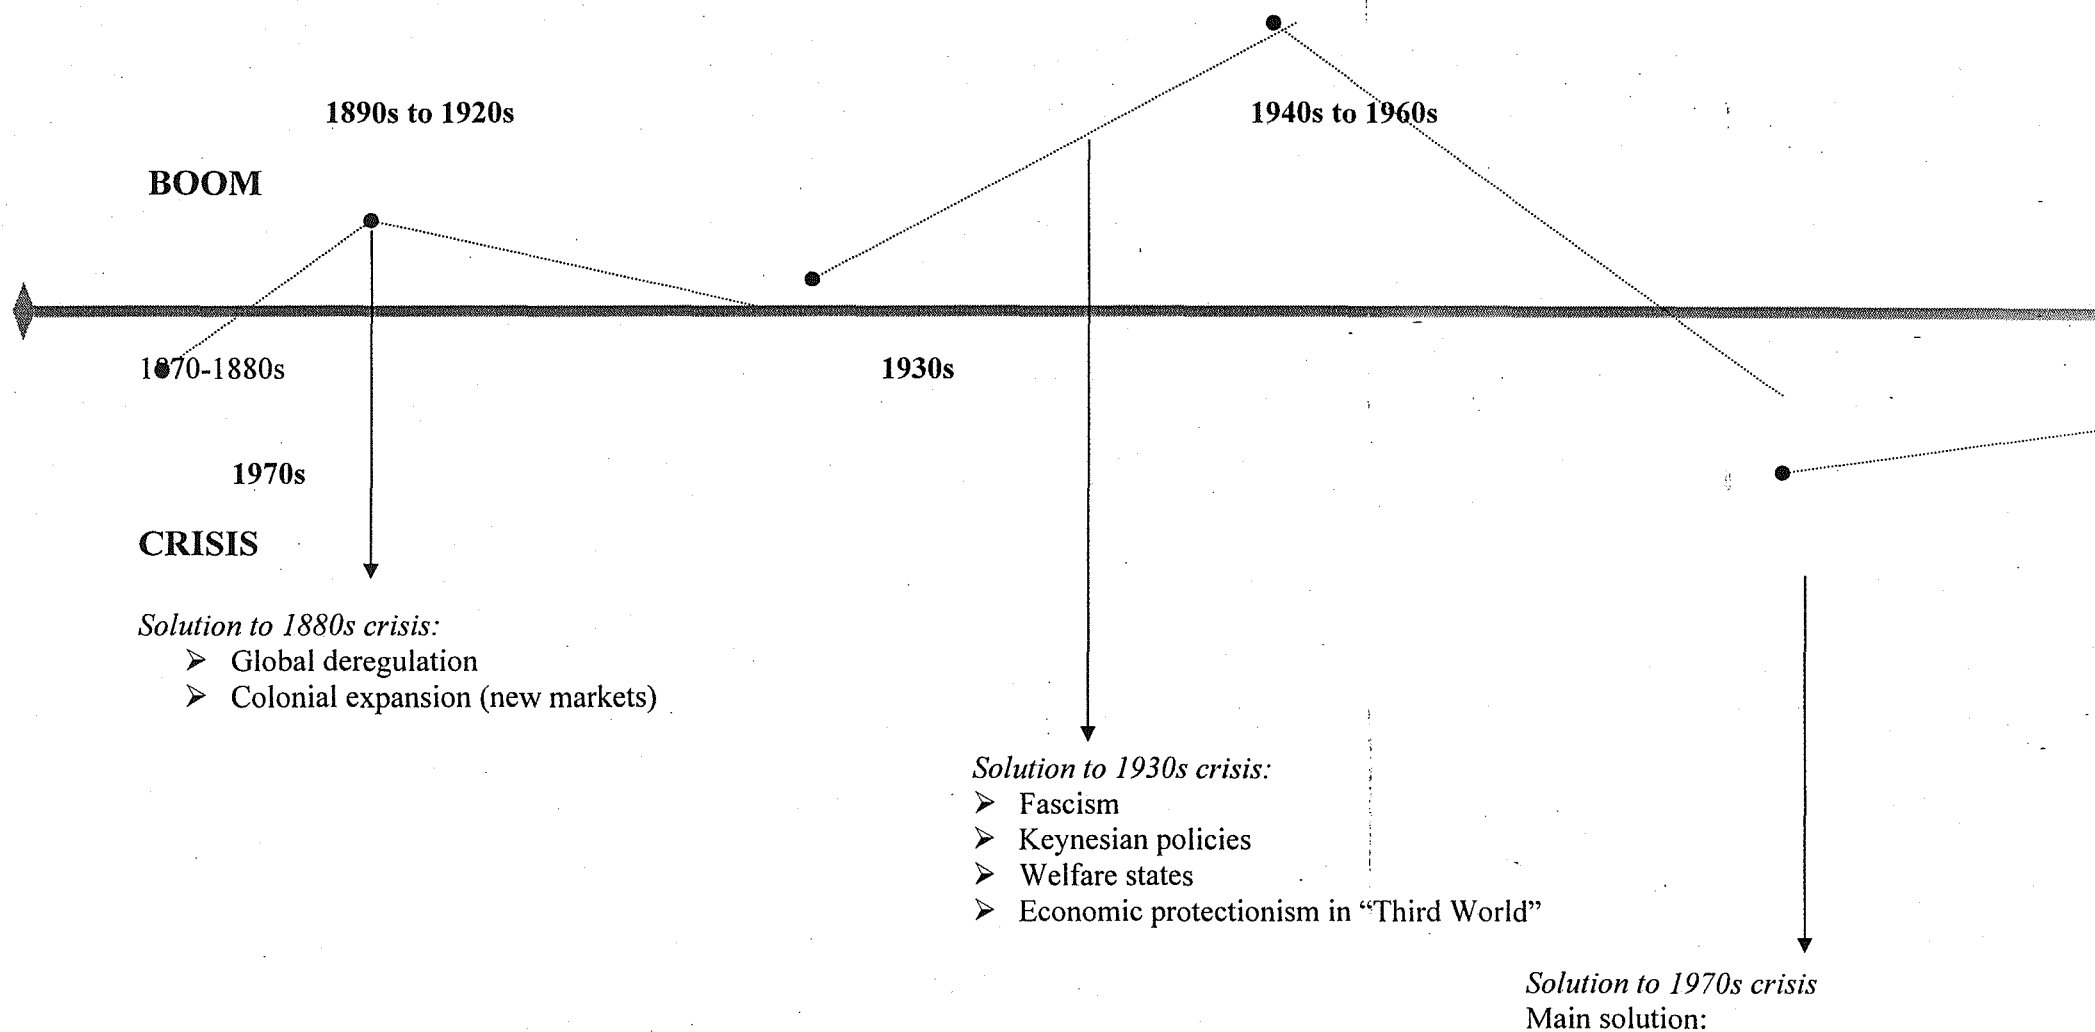 1890s to 1920s
1940s to 1960s
BOOM
1870-1880s
1930s
1970s
CRISIS
Solution to 1880s crisis:
➢ Global deregulation
➢ Colonial expansion (new markets)
Solution to 1930s crisis:
➢ Fascism
➢ Keynesian policies
➢ Welfare states
➢ Economic protectionism in “Third World”
Solution to 1970s crisis
Main solution: